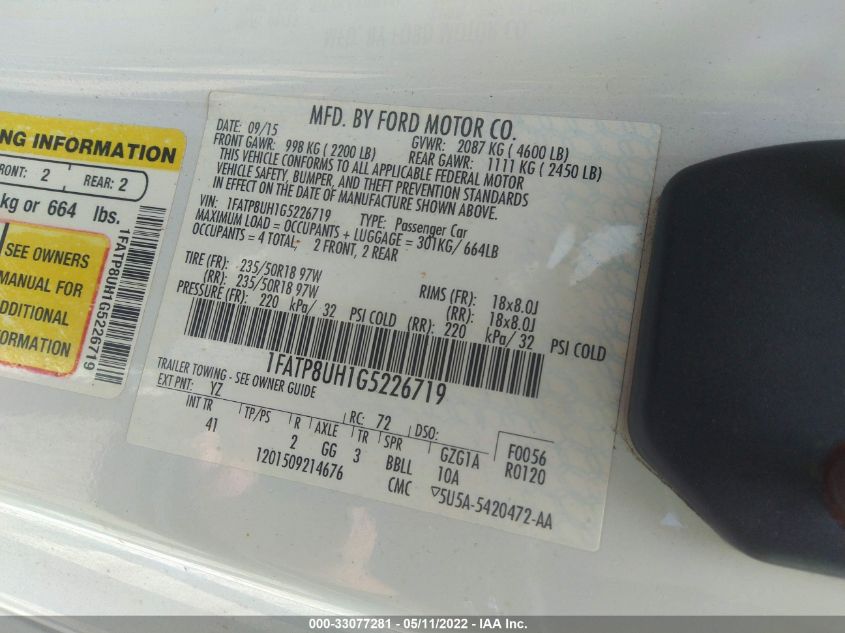 MFD. BY FORD MOTOR CO.
DATE: 09/15 GVWR: 2087 KG ( 4600 LB)
FRONT GAWR: 998 KG (2200 LB) REAR GAWR: 1111 KG ( 2450 LB)
THIS VEHICLE CONFORMS TO ALL APPLICABLE FEDERAL MOTOR
VEHICLE SAFETY, BUMPER, AND THEFT PREVENTION STANDARDS
IN EFFECT ON THE DATE OF MANUFACTURE SHOWN ABOVE.
VIN: 1FATP8UH1G5226719 TYPE: Passenger Car
MAXIMUM LOAD = OCCUPANTS + LUGGAGE = 301KG/ 664LB
OCCUPANTS = 4 TOTAL, 2 FRONT, 2 REAR
TIRE (FR): 235/50R18 97W RIMS (FR): 18x8.0J
(RR): 235/50R18 97W (RR): 18x8.0J
PRESSURE (FR): 220 kPa/ 32 PSI COLD (RR): 220 kPa/ 32 PSI COLD
1FATP8UH1G5226719
TRAILER TOWING - SEE OWNER GUIDE
EXT PNT: YZ RC: 72 DSO: F0056
INT TR TP/PS R AXLE TR SPR GZG1A R0120
41 2 GG 3 BBLL 10A
1201509214676 CMC ▽5U5A-5420472-AA
NG INFORMATION
FRONT: 2 REAR: 2
kg or 664 lbs.
SEE OWNERS
MANUAL FOR
ADDITIONAL
FORMATION
1FATP8UH1G5226719
000-33077281 - 05/11/2022 - IAA Inc.